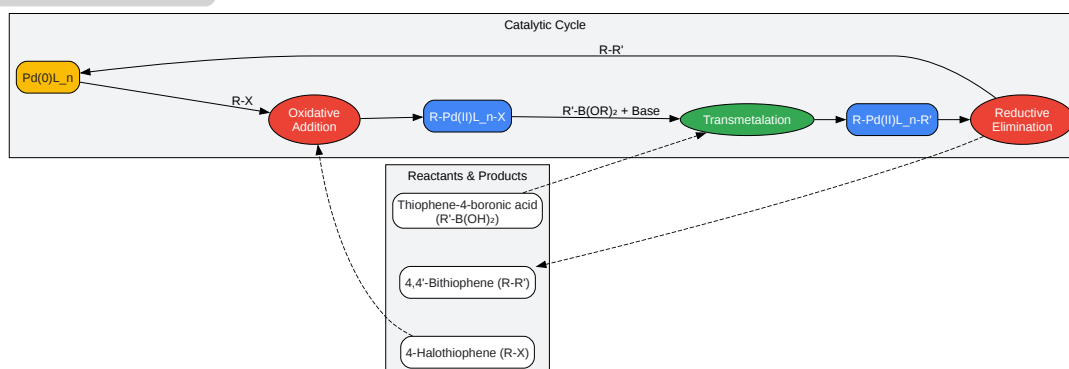 Catalytic Cycle
R-R'
Pd(0)L_n
R-X
Oxidative
Addition
R-Pd(II)L_n-X
R'-B(OR)₂ + Base
Transmetalation
R-Pd(II)L_n-R'
Reductive
Elimination
Reactants & Products
Thiophene-4-boronic acid
(R'-B(OH)₂)
4,4'-Bithiophene (R-R')
4-Halothiophene (R-X)